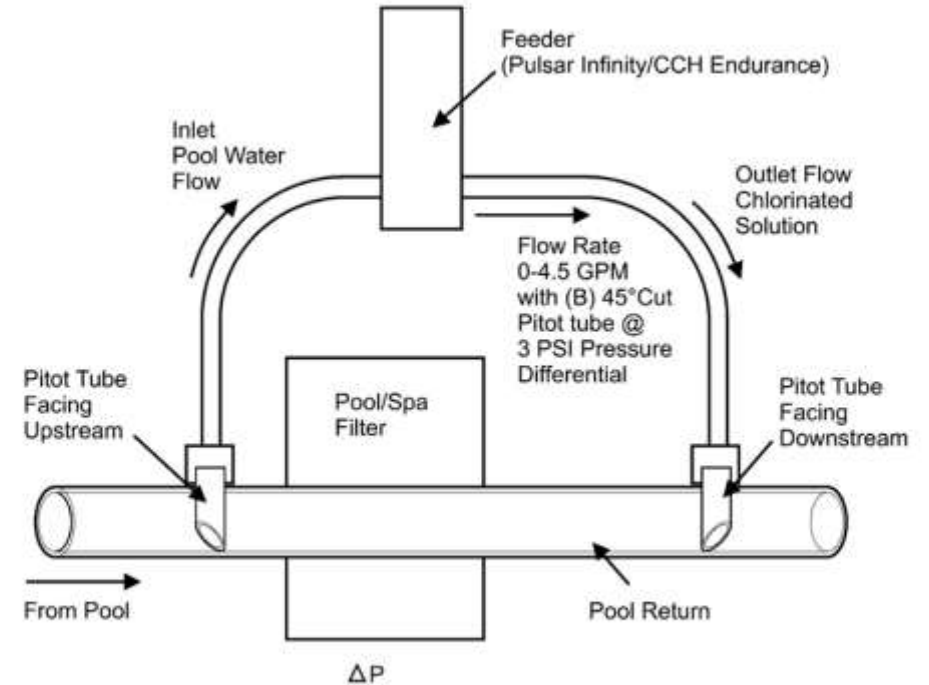 Feeder
(Pulsar Infinity/CCH Endurance)
Inlet
Pool Water
Flow
Outlet Flow
Chlorinated
Solution
Flow Rate
0-4.5 GPM
with (B) 45°Cut
Pitot tube @
3 PSI Pressure
Differential
Pitot Tube
Facing
Upstream
Pool/Spa
Filter
Pitot Tube
Facing
Downstream
From Pool
Pool Return
ΔP